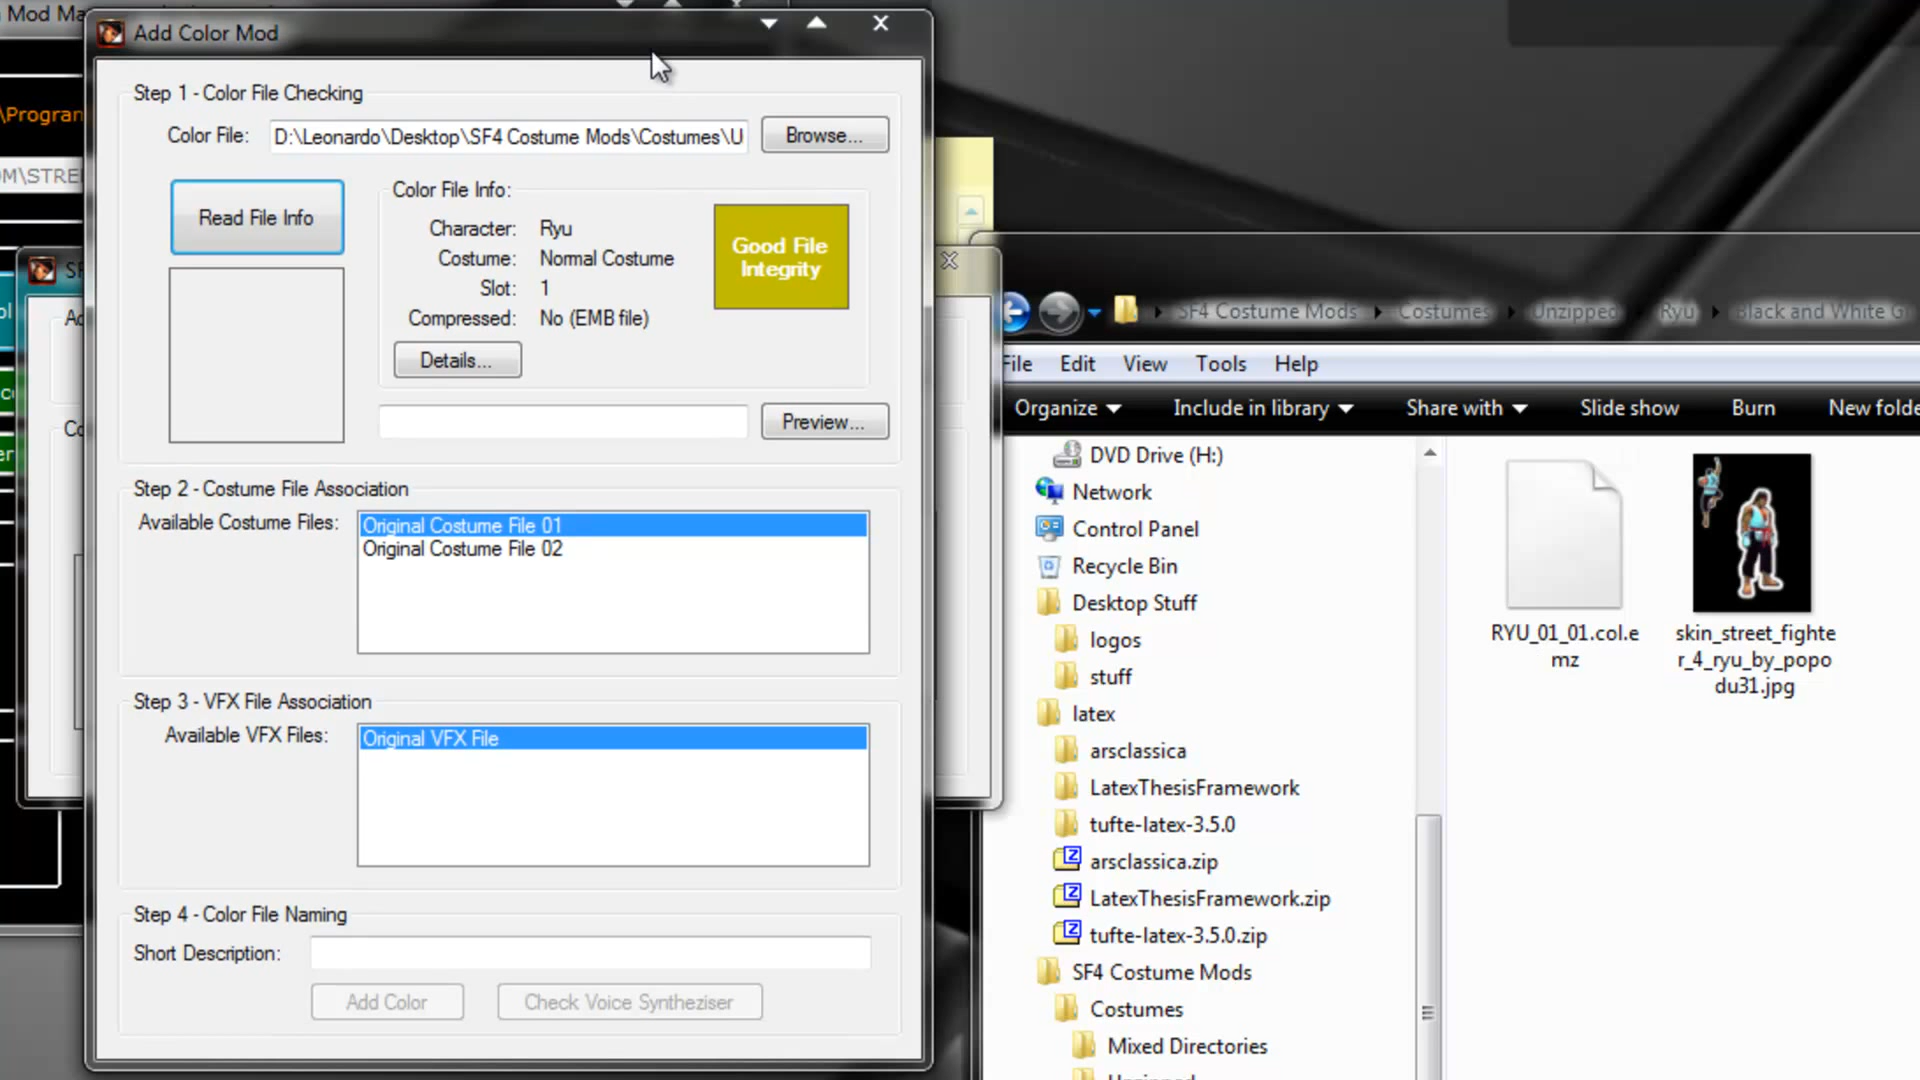 Mod Ma
Add Color Mod
Step 1 - Color File Checking
\Progran
Color File:
D:\Leonardo\Desktop\SF4 Costume Mods\Costumes\U
Browse...
M\STREE
Read File Info
Color File Info:
Character:
Ryu
Costume:
Normal Costume
Slot:
1
Compressed:
No (EMB file)
Good File
Integrity
Details...
Preview...
Step 2 - Costume File Association
Available Costume Files:
Original Costume File 01
Original Costume File 02
Step 3 - VFX File Association
Available VFX Files:
Original VFX File
Step 4 - Color File Naming
Short Description:
Add Color
Check Voice Syntheziser
SF4 Costume Mods
Costumes
Unzipped
Ryu
Black and White G
File
Edit
View
Tools
Help
Organize
Include in library
Share with
Slide show
Burn
New folde
DVD Drive (H:)
Network
Control Panel
Recycle Bin
Desktop Stuff
logos
stuff
latex
arsclassica
LatexThesisFramework
tufte-latex-3.5.0
arsclassica.zip
LatexThesisFramework.zip
tufte-latex-3.5.0.zip
SF4 Costume Mods
Costumes
Mixed Directories
RYU_01_01.col.e
mz
skin_street_fighte
r_4_ryu_by_popo
du31.jpg